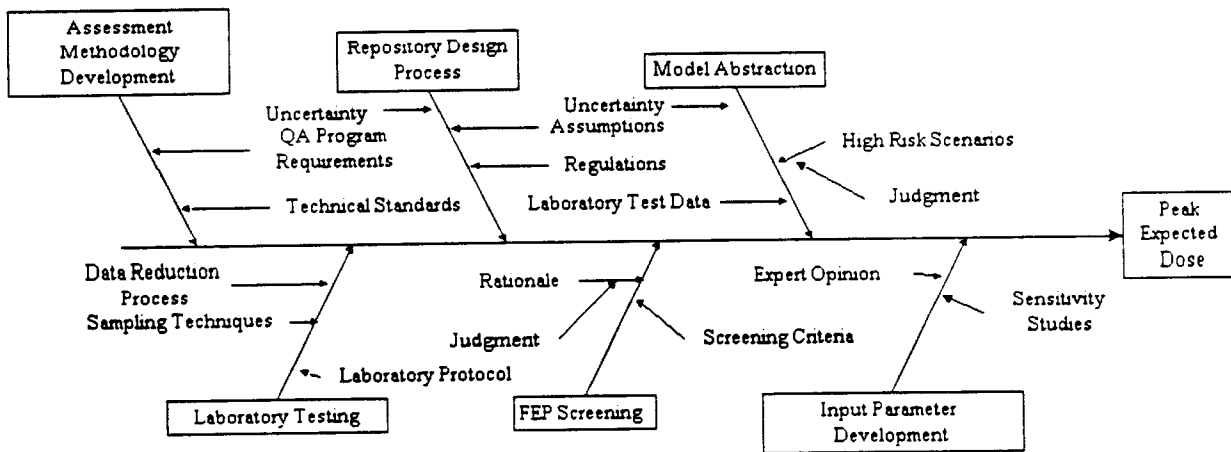 Assessment
Methodology
Development
Repository Design
Process
Model Abstraction
Uncertainty
QA Program
Requirements
Technical Standards
Uncertainty
Assumptions
Regulations
Laboratory Test Data
High Risk Scenarios
Judgment
Peak
Expected
Dose
Data Reduction
Process
Sampling Techniques
Laboratory Protocol
Laboratory Testing
Rationale
Judgment
Screening Criteria
FEP Screening
Expert Opinion
Sensitivity
Studies
Input Parameter
Development